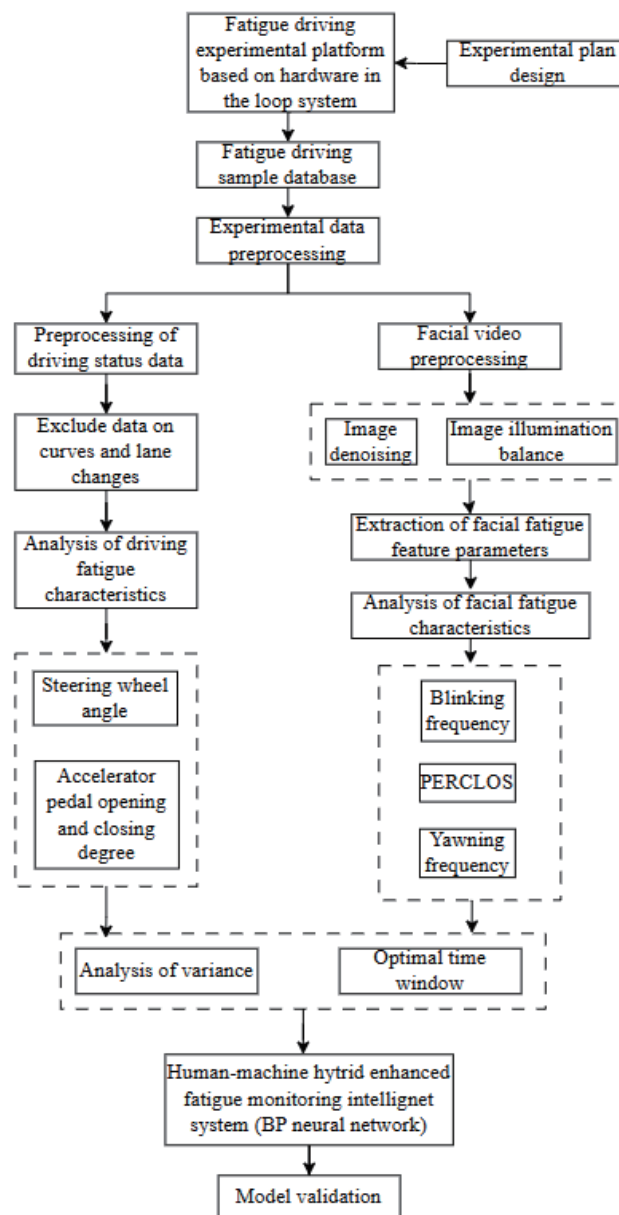 Fatigue driving
experimental platform
based on hardware in
the loop system
Experimental plan
design
Fatigue driving
sample database
Experimental data
preprocessing
Preprocessing of
driving status data
Facial video
preprocessing
Exclude data on
curves and lane
changes
Image
denoising
Image illumination
balance
Analysis of driving
fatigue
characteristics
Extraction of facial fatigue
feature parameters
Analysis of facial fatigue
characteristics
Steering wheel
angle
Accelerator
pedal opening
and closing
degree
Blinking
frequency
PERCLOS
Yawning
frequency
Analysis of variance
Optimal time
window
Human-machine hytrid enhanced
fatigue monitoring intellignet
system (BP neural network)
Model validation